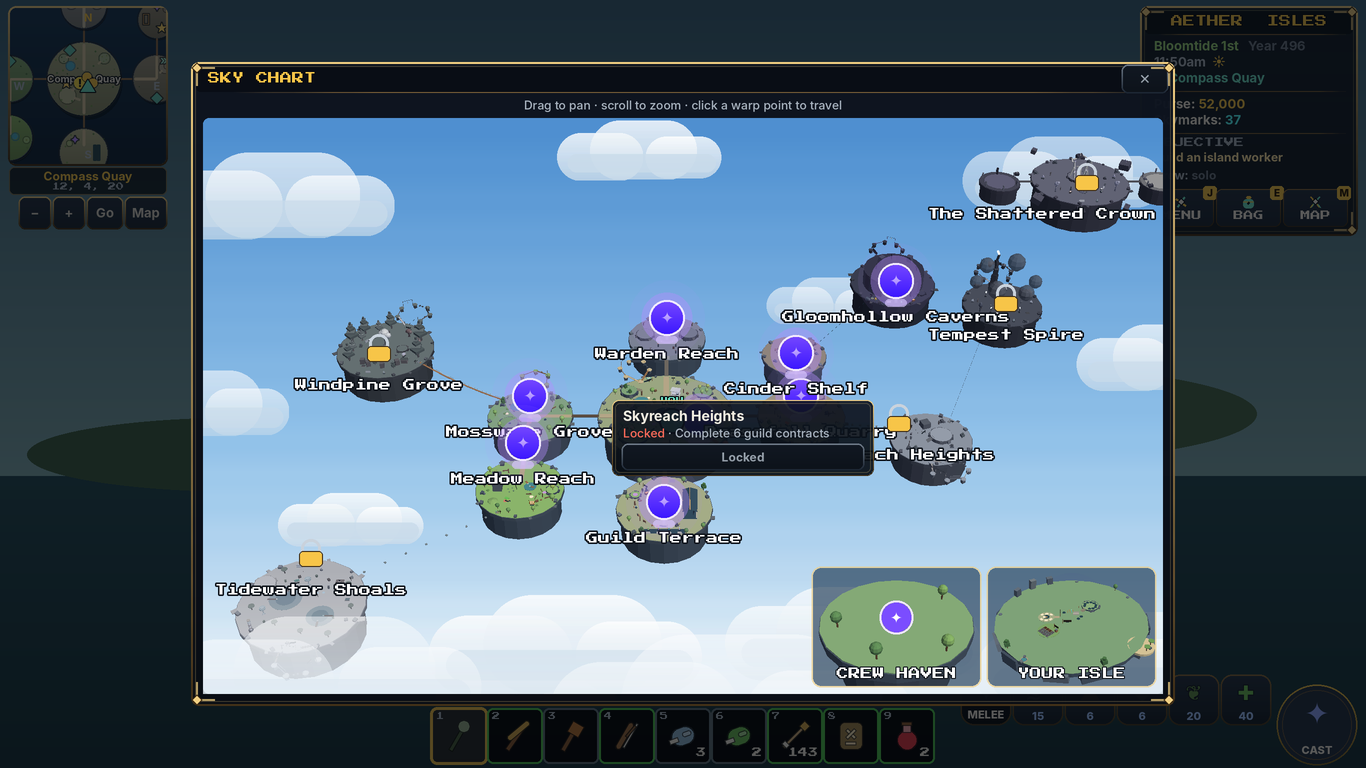 N
Compass Quay
W
E
Compass Quay
12, 4, 20
−
+
Go
Map
AETHER ISLES
Bloomtide 1st Year 496
11:50am
Compass Quay
52,000
37
an island worker
solo
J
E
M
BAG
MAP
SKY CHART
×
Drag to pan · scroll to zoom · click a warp point to travel
The Shattered Crown
Gloomhollow Caverns
Tempest Spire
Warden Reach
Windpine Grove
Cinder Shelf
Grove
Meadow Reach
Heights
Guild Terrace
Tidewater Shoals
Skyreach Heights
Locked · Complete 6 guild contracts
Locked
CREW HAVEN
YOUR ISLE
1
2
3
4
5
3
6
2
7
143
8
9
2
MELEE
15
6
6
20
40
CAST